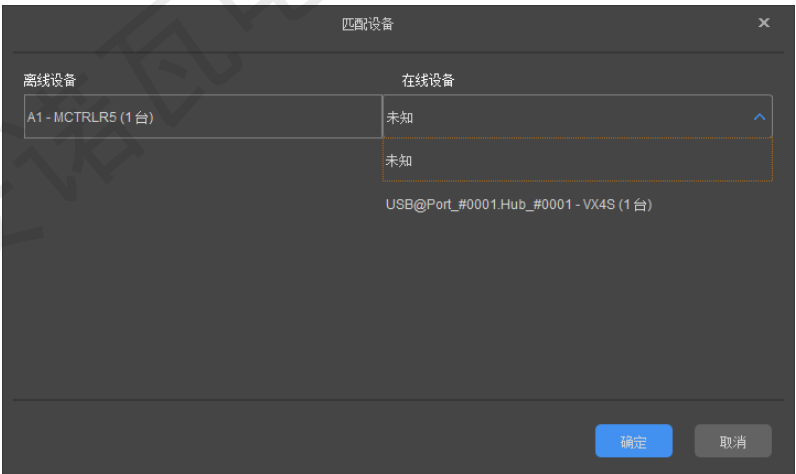 匹配设备
离线设备 在线设备
A1 - MCTRLR5 (1 台) 未知
未知
USB@Port_#0001.Hub_#0001 - VX4S (1 台)
确定 取消